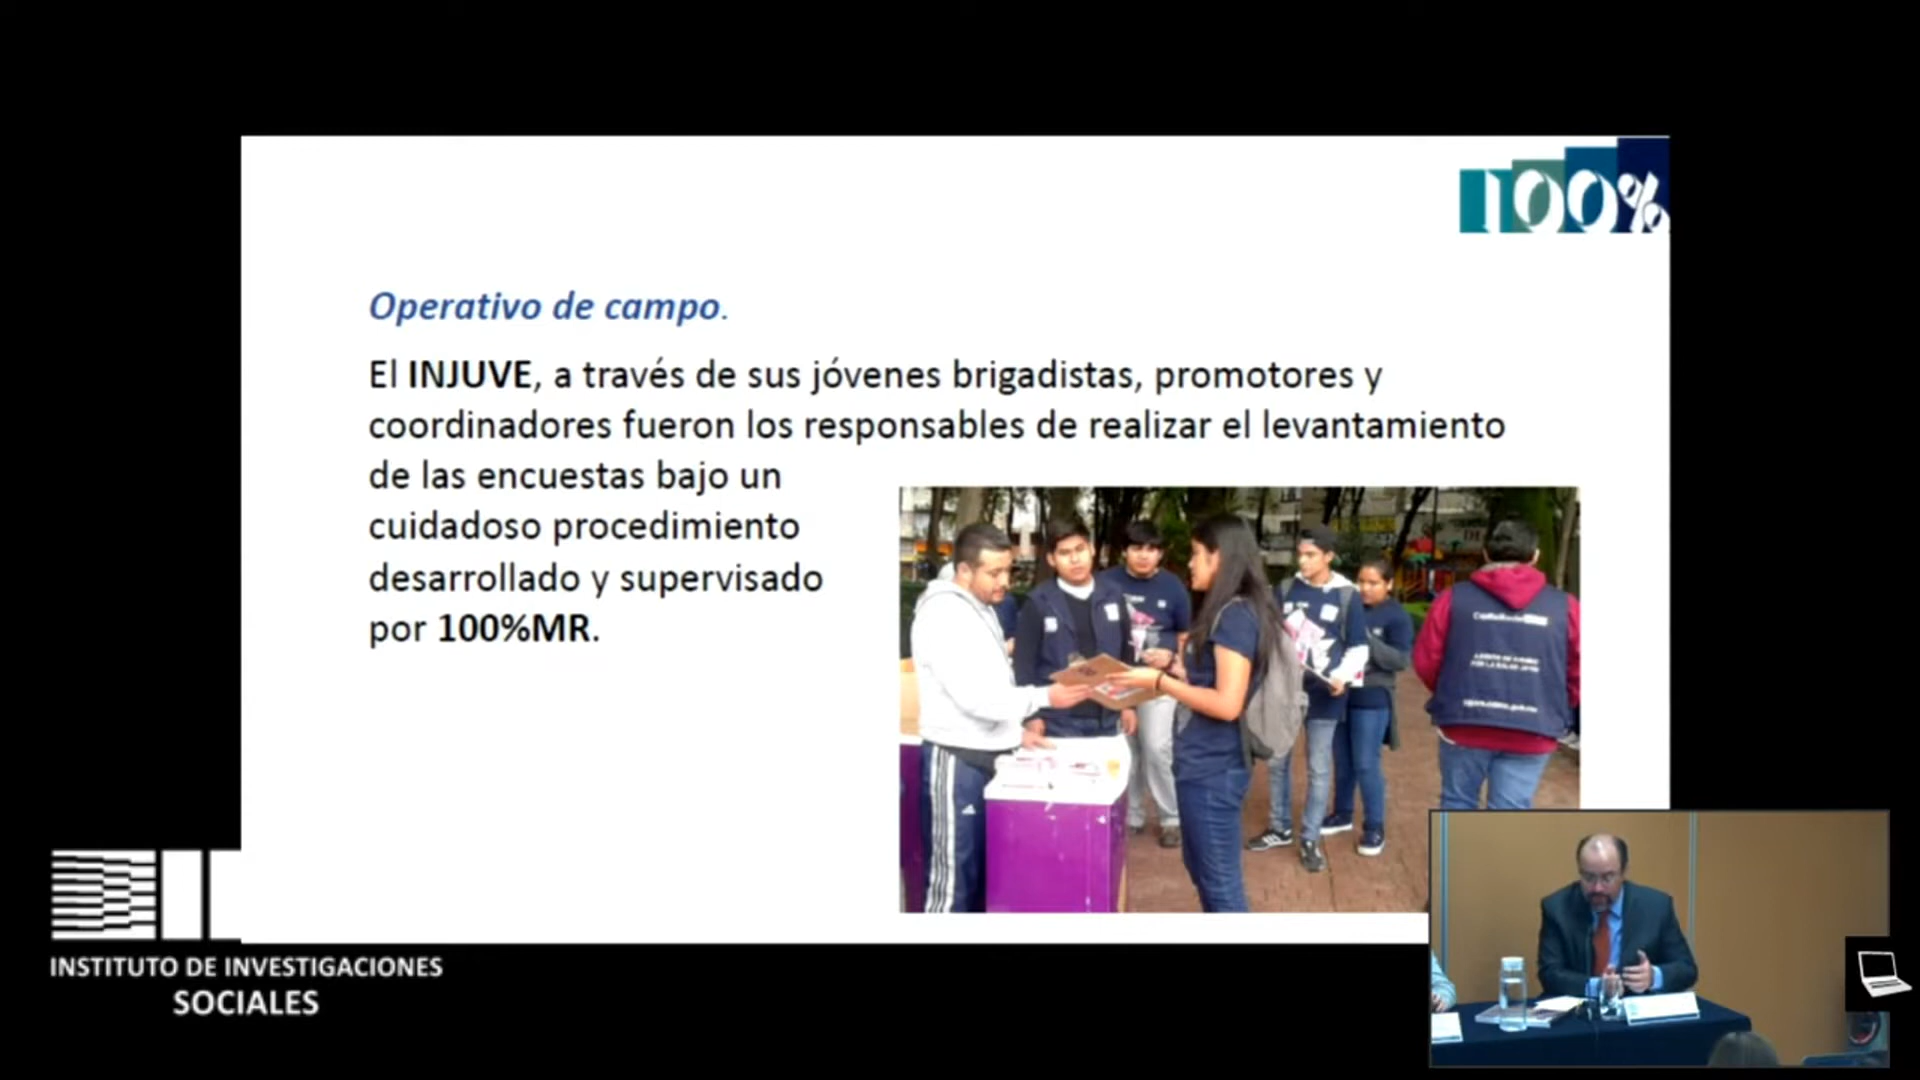 100%
Operativo de campo.
El INJUVE, a través de sus jóvenes brigadistas, promotores y
coordinadores fueron los responsables de realizar el levantamiento
de las encuestas bajo un
cuidadoso procedimiento
desarrollado y supervisado
por 100%MR.
INSTITUTO DE INVESTIGACIONES
SOCIALES